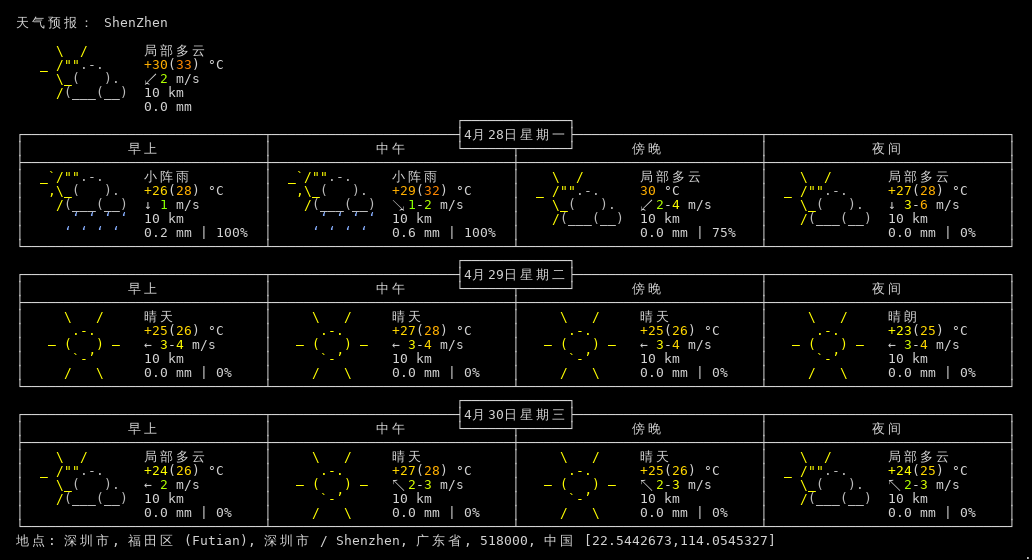 天气预报： ShenZhen
局部多云
+30(33) °C
↙2 m/s
10 km
0.0 mm
4月28日星期一
早上 中午 傍晚 夜间
小阵雨 小阵雨 局部多云 局部多云
+26(28) °C +29(32) °C 30 °C +27(28) °C
↓ 1 m/s ↘1-2 m/s ↙2-4 m/s ↓ 3-6 m/s
10 km 10 km 10 km 10 km
0.2 mm | 100% 0.6 mm | 100% 0.0 mm | 75% 0.0 mm | 0%
4月29日星期二
早上 中午 傍晚 夜间
晴天 晴天 晴天 晴朗
+25(26) °C +27(28) °C +25(26) °C +23(25) °C
← 3-4 m/s ← 3-4 m/s ← 3-4 m/s ← 3-4 m/s
10 km 10 km 10 km 10 km
0.0 mm | 0% 0.0 mm | 0% 0.0 mm | 0% 0.0 mm | 0%
4月30日星期三
早上 中午 傍晚 夜间
局部多云 晴天 晴天 局部多云
+24(26) °C +27(28) °C +25(26) °C +24(25) °C
← 2 m/s ↖2-3 m/s ↖2-3 m/s ↖2-3 m/s
10 km 10 km 10 km 10 km
0.0 mm | 0% 0.0 mm | 0% 0.0 mm | 0% 0.0 mm | 0%
地点: 深圳市, 福田区 (Futian), 深圳市 / Shenzhen, 广东省, 518000, 中国 [22.5442673,114.0545327]